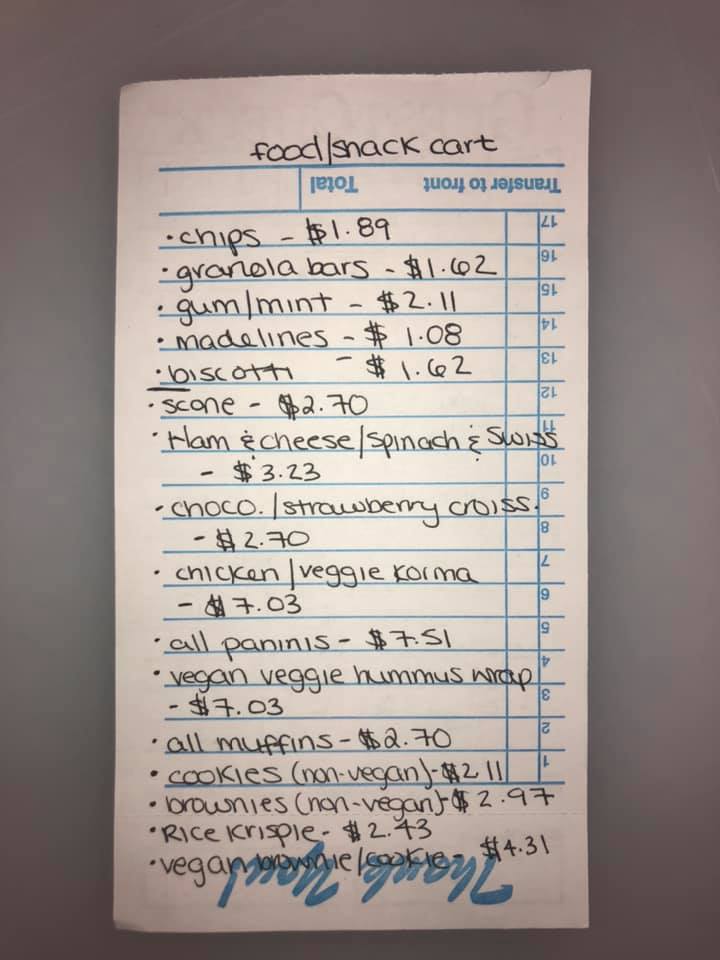 food/snack cart
Transfer to front Total
17
• chips - $1.89
16
• granola bars - $1.62
15
• gum/mint - $2.11
14
• madelines - $ 1.08
13
• biscotti - $ 1.62
12
• scone - $2.70
11
• Ham & cheese/spinach & Swiss
10
- $3.23
9
• choco./strawberry croiss.
8
- $2.70
7
• chicken/veggie korma
6
- $7.03
5
• all paninis - $7.51
4
• vegan veggie hummus wrap
3
- $7.03
2
• all muffins - $2.70
1
• cookies (non-vegan) - $2.11
• brownies (non-vegan) - $2.97
• Rice Krispie - $2.43
• vegan brownie/cookie - $4.31
Thank You!